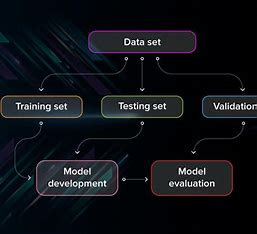 Data set
Training set
Testing set
Validation
Model
development
Model
evaluation